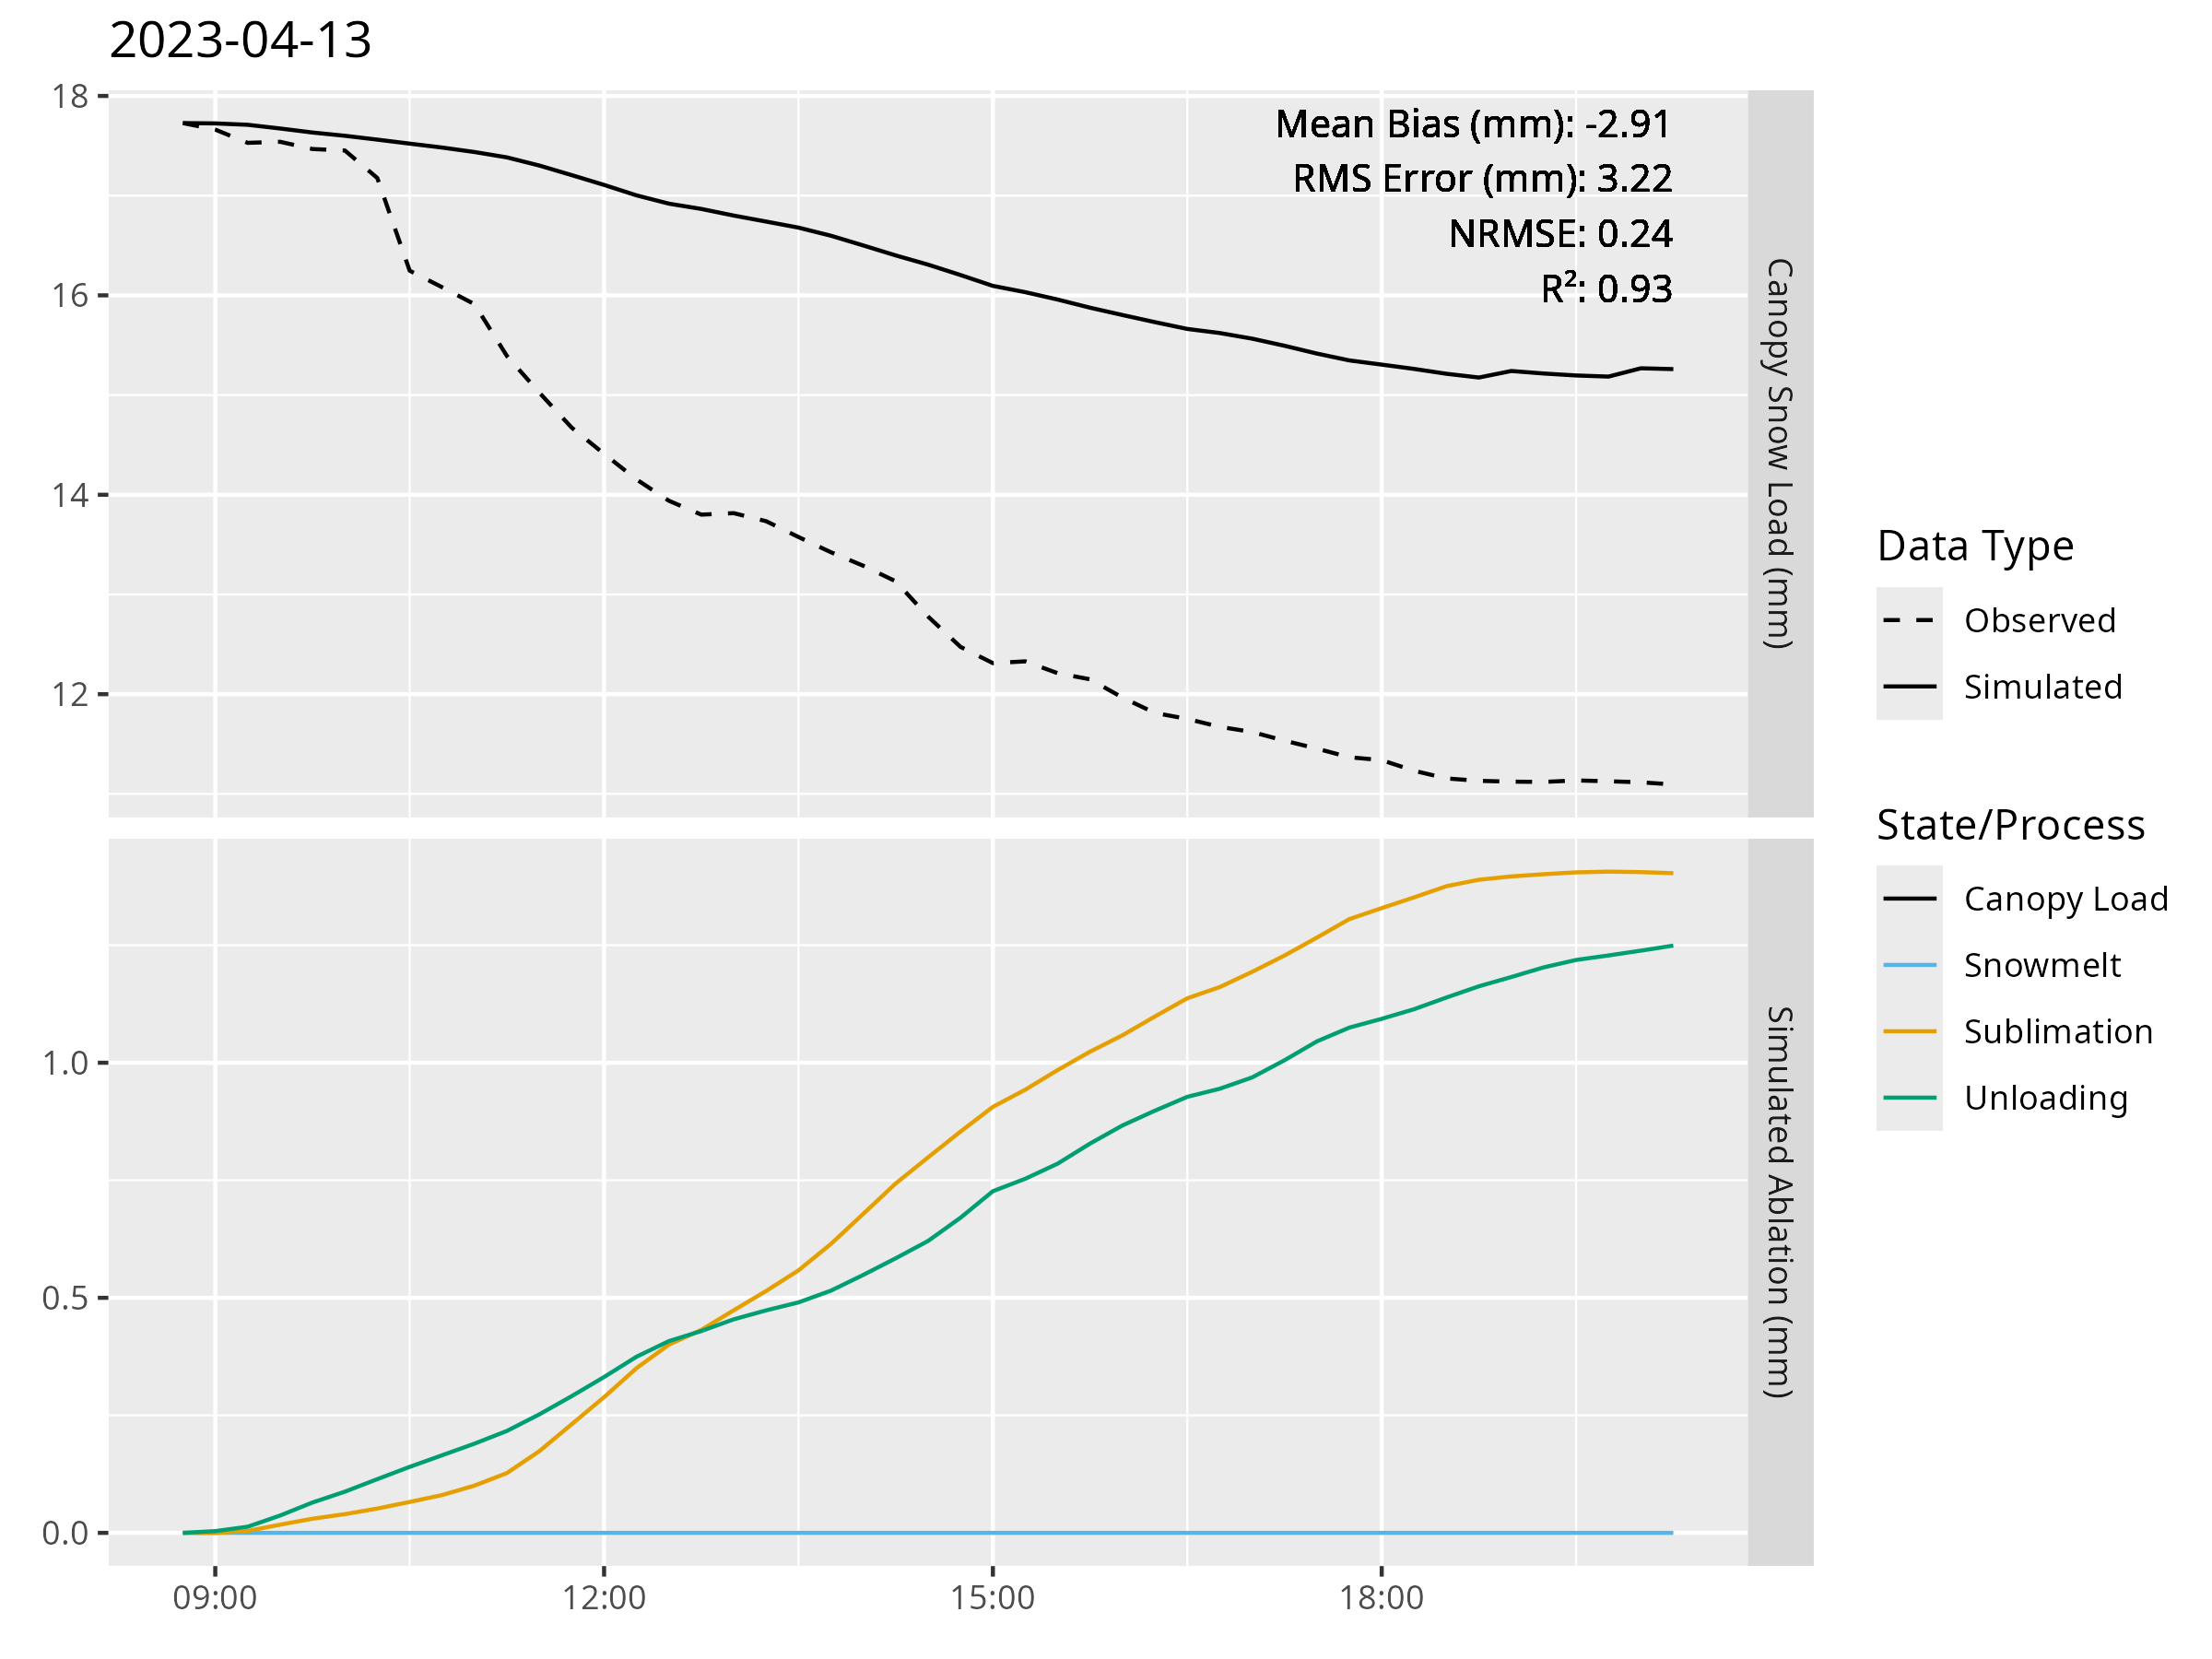 2023-04-13
18
16
14
12
Mean Bias (mm): -2.91
RMS Error (mm): 3.22
NRMSE: 0.24
R²: 0.93
Canopy Snow Load (mm)
1.0
0.5
0.0
Simulated Ablation (mm)
09:00 12:00 15:00 18:00
Data Type
Observed
Simulated
State/Process
Canopy Load
Snowmelt
Sublimation
Unloading